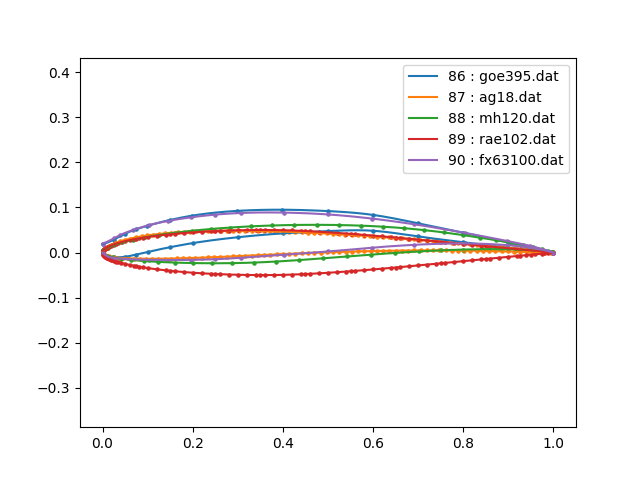 0.4
0.3
0.2
0.1
0.0
−0.1
−0.2
−0.3
0.0 0.2 0.4 0.6 0.8 1.0
86 : goe395.dat
87 : ag18.dat
88 : mh120.dat
89 : rae102.dat
90 : fx63100.dat